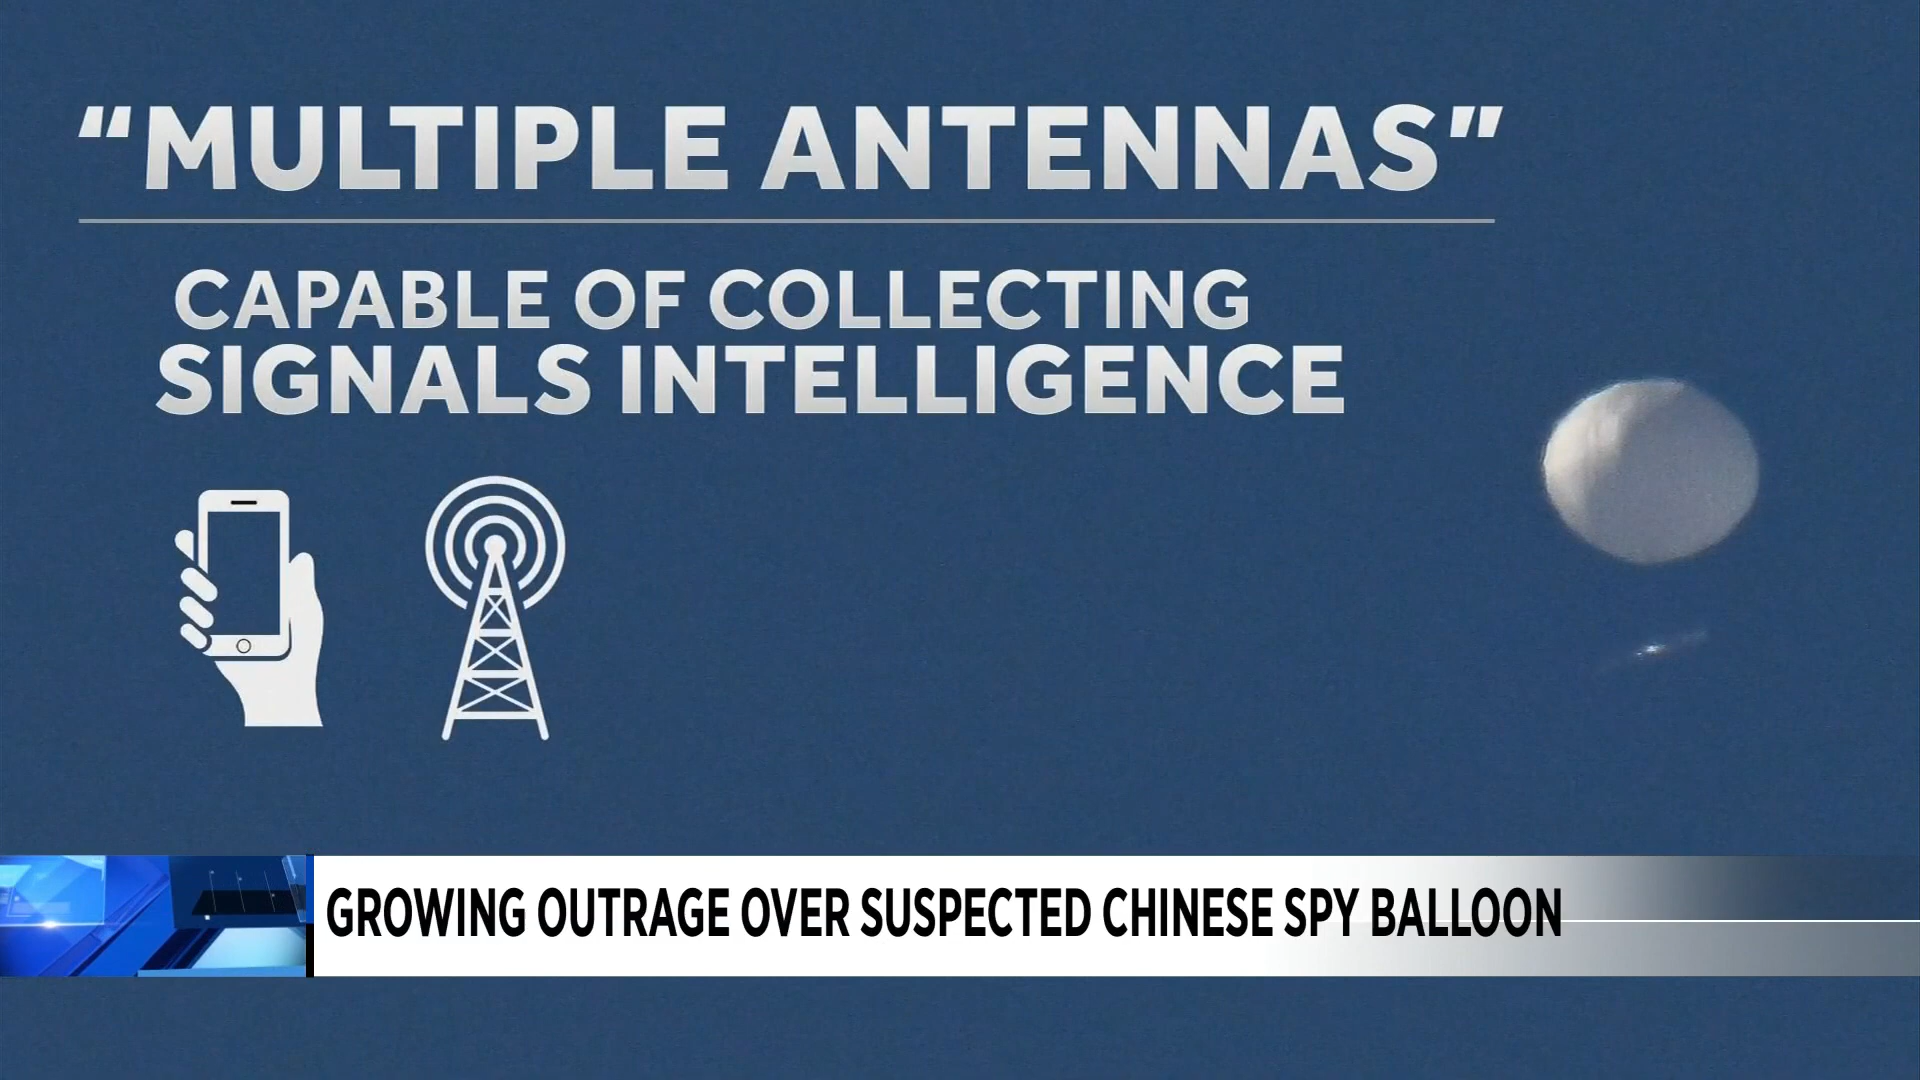 “MULTIPLE ANTENNAS”
CAPABLE OF COLLECTING
SIGNALS INTELLIGENCE
GROWING OUTRAGE OVER SUSPECTED CHINESE SPY BALLOON